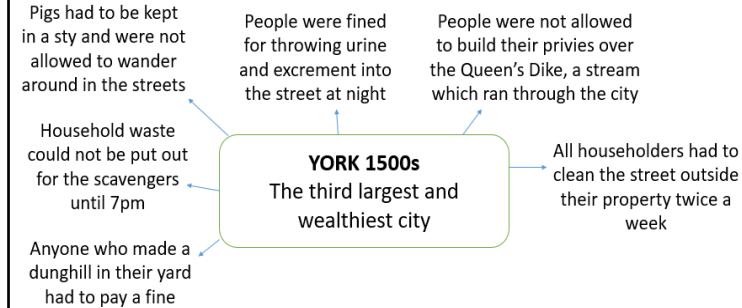 Pigs had to be kept
in a sty and were not
allowed to wander
around in the streets
People were fined
for throwing urine
and excrement into
the street at night
People were not allowed
to build their privies over
the Queen's Dike, a stream
which ran through the city
Household waste
could not be put out
for the scavengers
until 7pm
YORK 1500s
The third largest and
wealthiest city
All householders had to
clean the street outside
their property twice a
week
Anyone who made a
dunghill in their yard
had to pay a fine